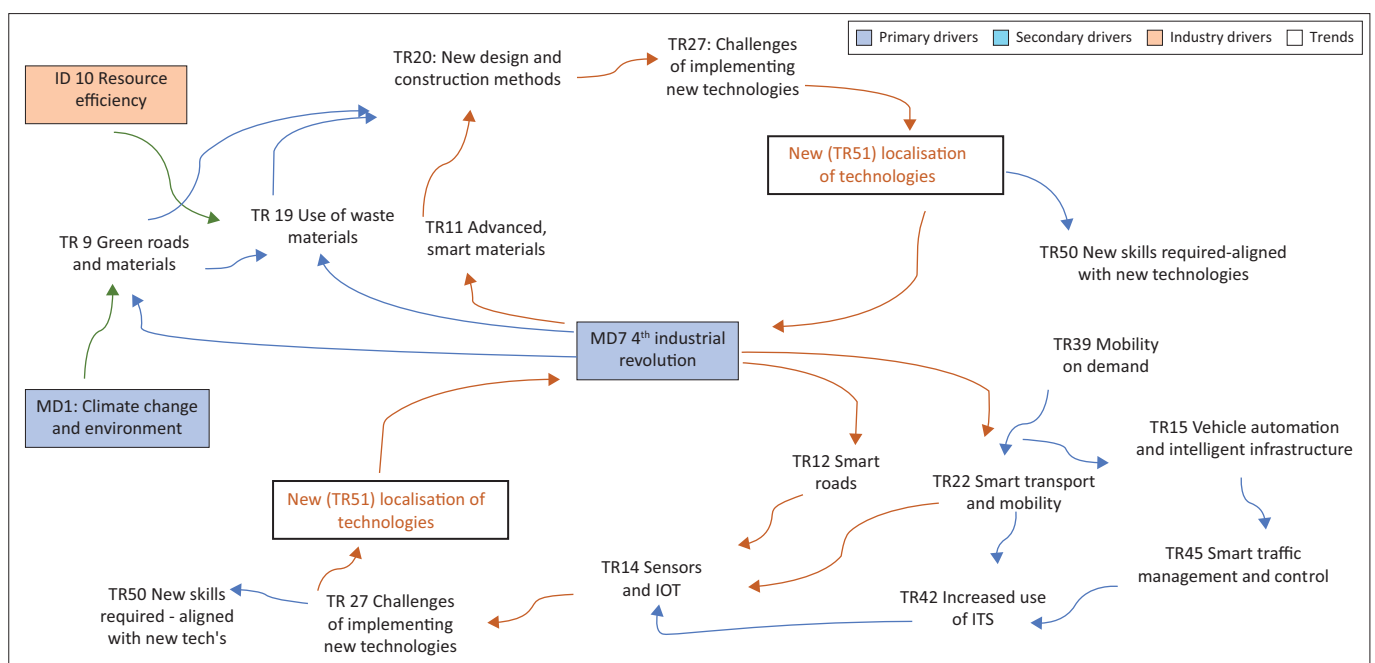 Primary drivers
Secondary drivers
Industry drivers
Trends
ID 10 Resource
efficiency
TR20: New design and
construction methods
TR27: Challenges
of implementing
new technologies
New (TR51) localisation
of technologies
TR 9 Green roads
and materials
TR 19 Use of waste
materials
TR11 Advanced,
smart materials
TR50 New skills required-aligned
with new technologies
MD7 4th industrial
revolution
TR39 Mobility
on demand
MD1: Climate change
and environment
TR15 Vehicle automation
and intelligent infrastructure
TR12 Smart
roads
TR22 Smart transport
and mobility
New (TR51) localisation of
technologies
TR45 Smart traffic
management and control
TR14 Sensors
and IOT
TR42 Increased use
of ITS
TR50 New skills
required - aligned
with new tech's
TR 27 Challenges
of implementing
new technologies